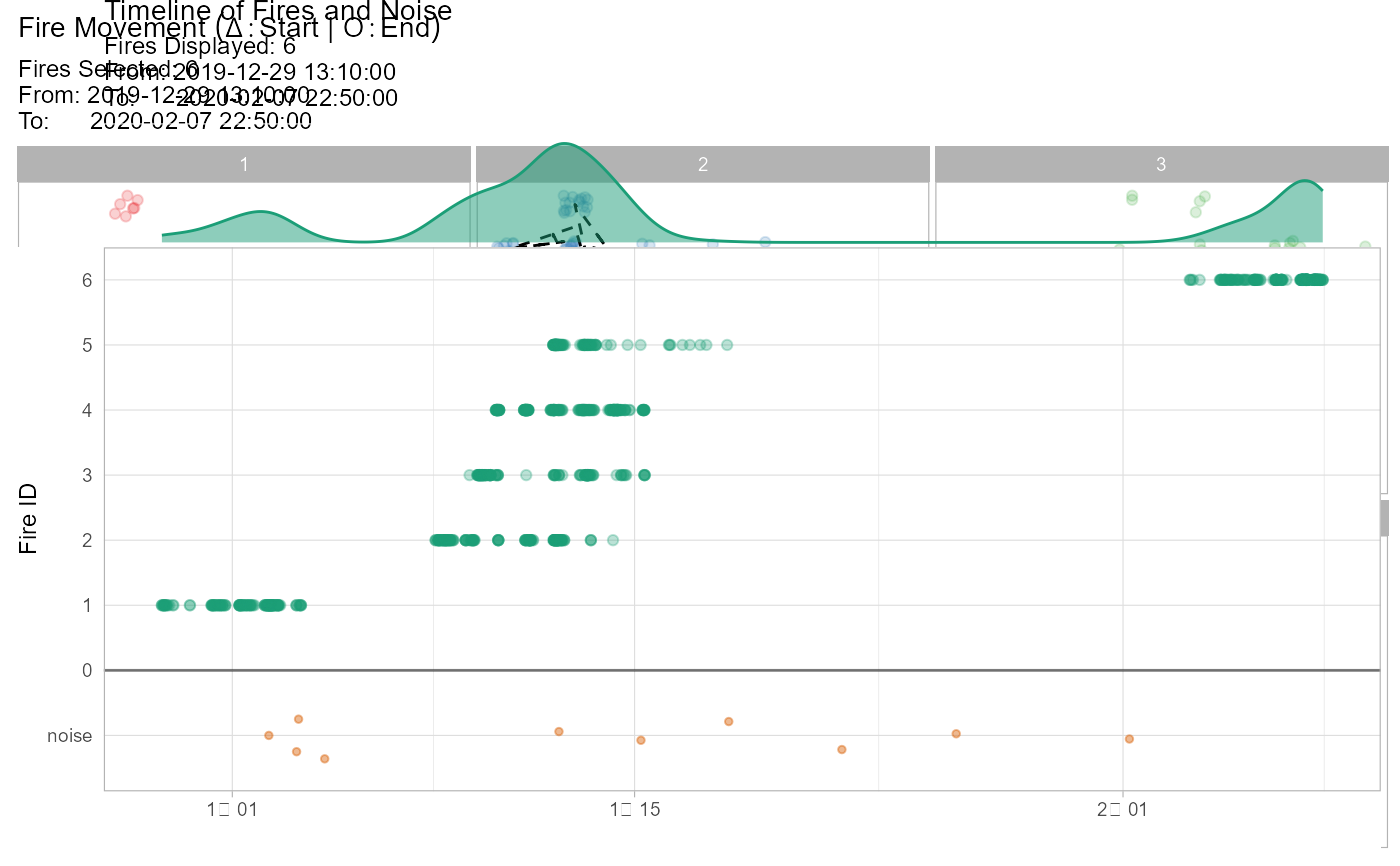 Timeline of Fires and Noise
Fire Movement (Δ : Start | O : End)
Fires Displayed: 6
Fires Selected: 6
From: 2019-12-29 13:10:00
From: 2019-12-29 13:10:00
To: 2020-02-07 22:50:00
To: 2020-02-07 22:50:00
1 2 3
6
5
4
3
2
1
0
noise
Fire ID
1□ 01 1□ 15 2□ 01